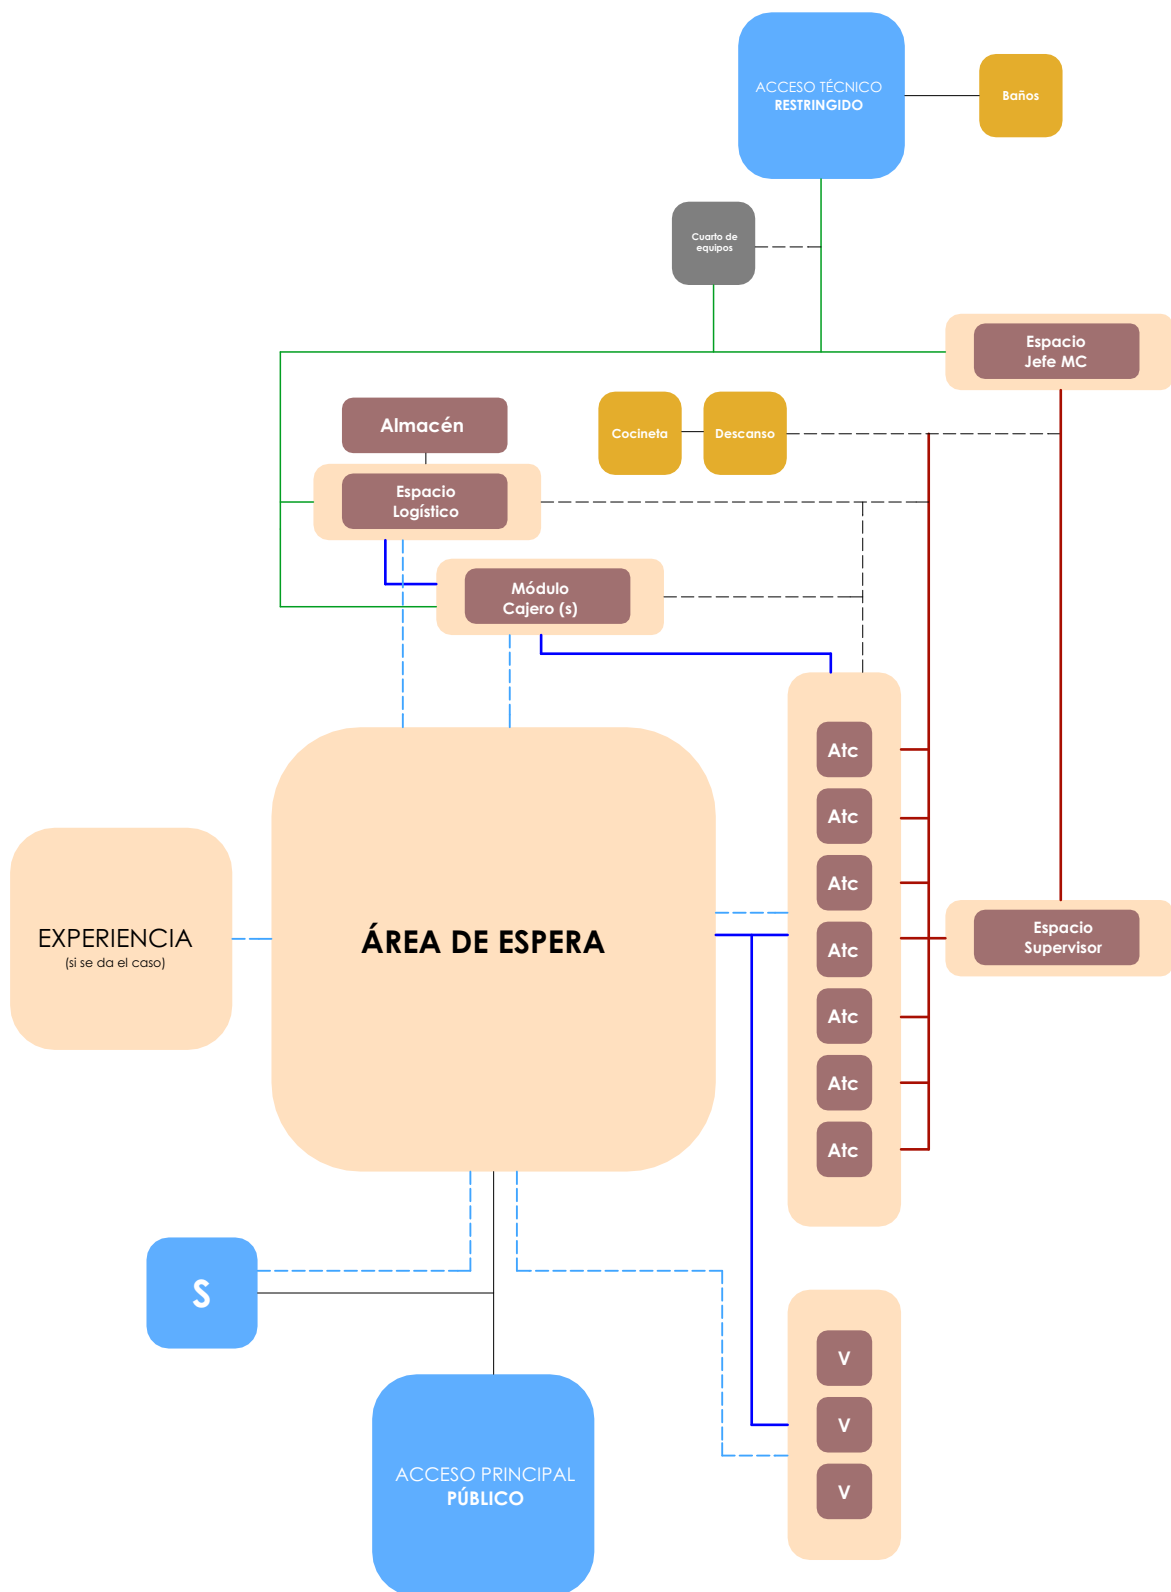 ACCESO TÉCNICO
RESTRINGIDO
Baños
Cuarto de
equipos
Espacio
Jefe MC
Almacén
Cocineta
Descanso
Espacio
Logístico
Módulo
Cajero (s)
Atc
Atc
Atc
Atc
Atc
Atc
Atc
EXPERIENCIA
(si se da el caso)
ÁREA DE ESPERA
Espacio
Supervisor
S
V
V
V
ACCESO PRINCIPAL
PÚBLICO